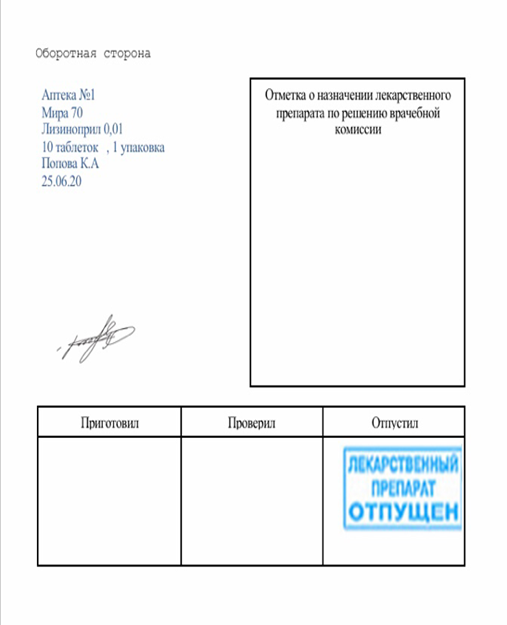 Оборотная сторона
Аптека №1
Мира 70
Лизиноприл 0,01
10 таблеток , 1 упаковка
Попова К.А
25.06.20
Отметка о назначении лекарственного
препарата по решению врачебной
комиссии
Приготовил
Проверил
Отпустил
ЛЕКАРСТВЕННЫЙ
ПРЕПАРАТ
ОТПУЩЕН